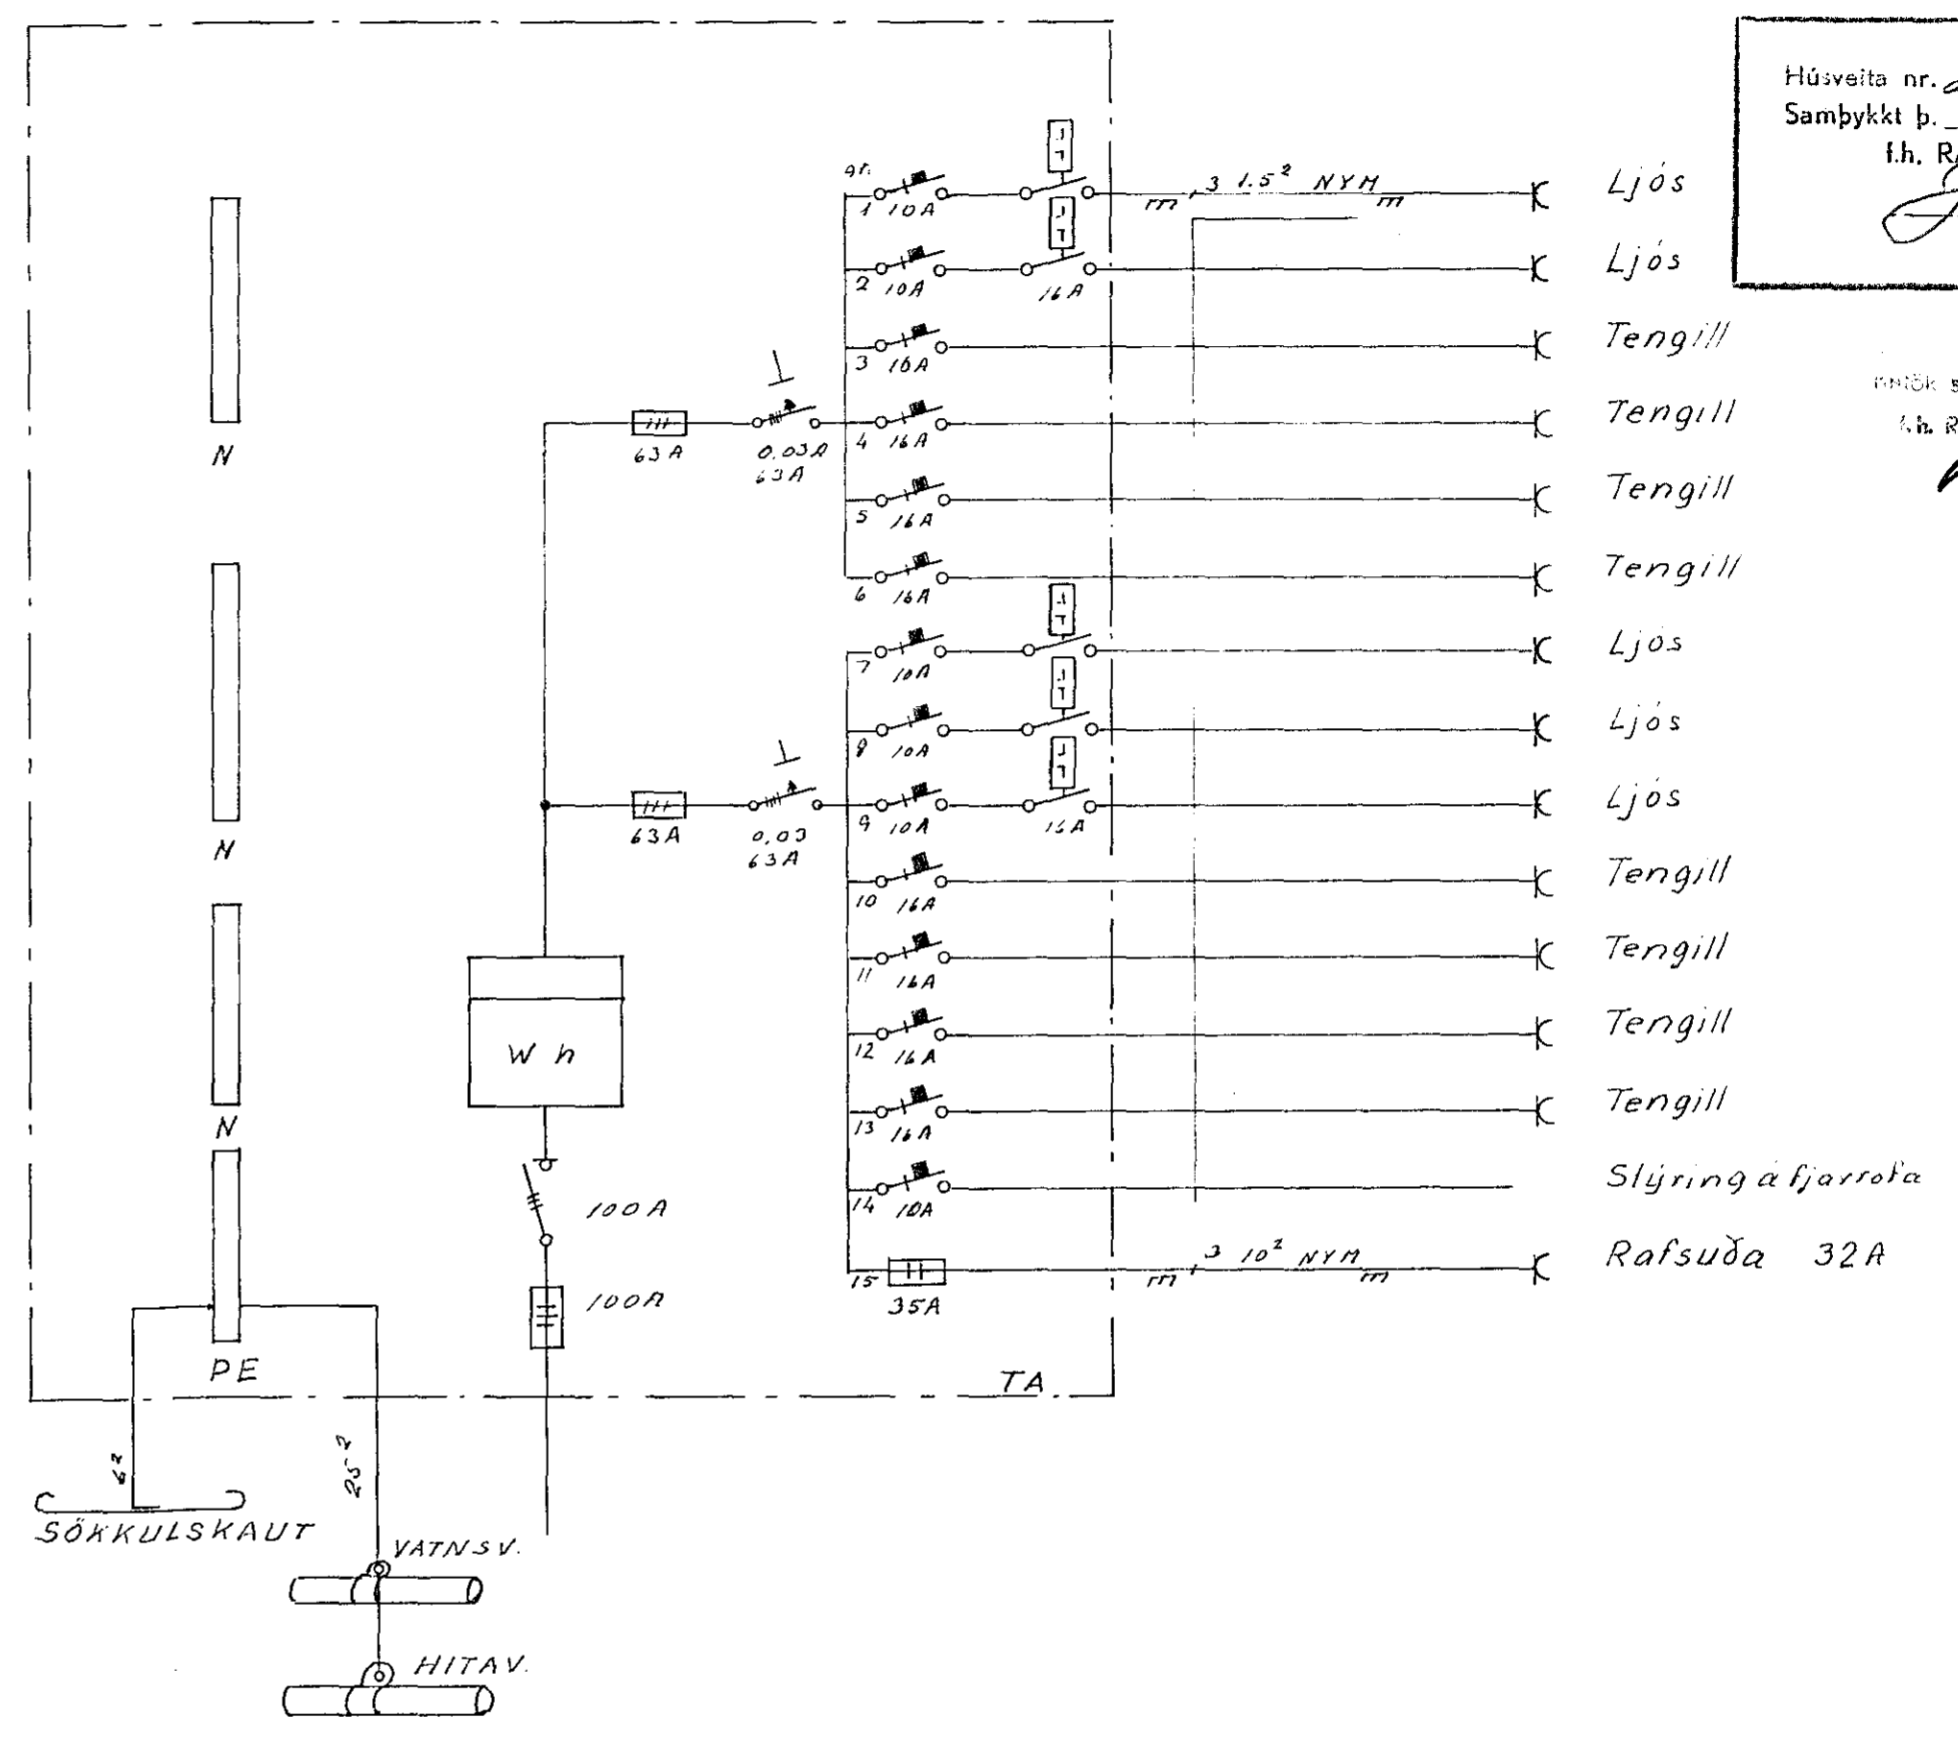 Húsveita nr.
Samþykkt þ.
f.h. R
gr.
1 10A 3 1.5² NYM Ljós
2 10A 16A Ljós
3 10A Tengill
63A 0,03A 63A 4 16A Tengill
5 16A Tengill
6 16A Tengill
7 10A Ljós
8 10A Ljós
63A 0,03 63A 9 10A 16A Ljós
10 16A Tengill
11 16A Tengill
12 16A Tengill
13 16A Tengill
14 10A Stýring á fjarrofa
15 35A 3 10² NYM Rafsuða 32A
N
N
N
PE
Wh
100A
100A
TA
6²
25²
SÖKKULSKAUT
VATNSV.
HITAV.
f.h. R